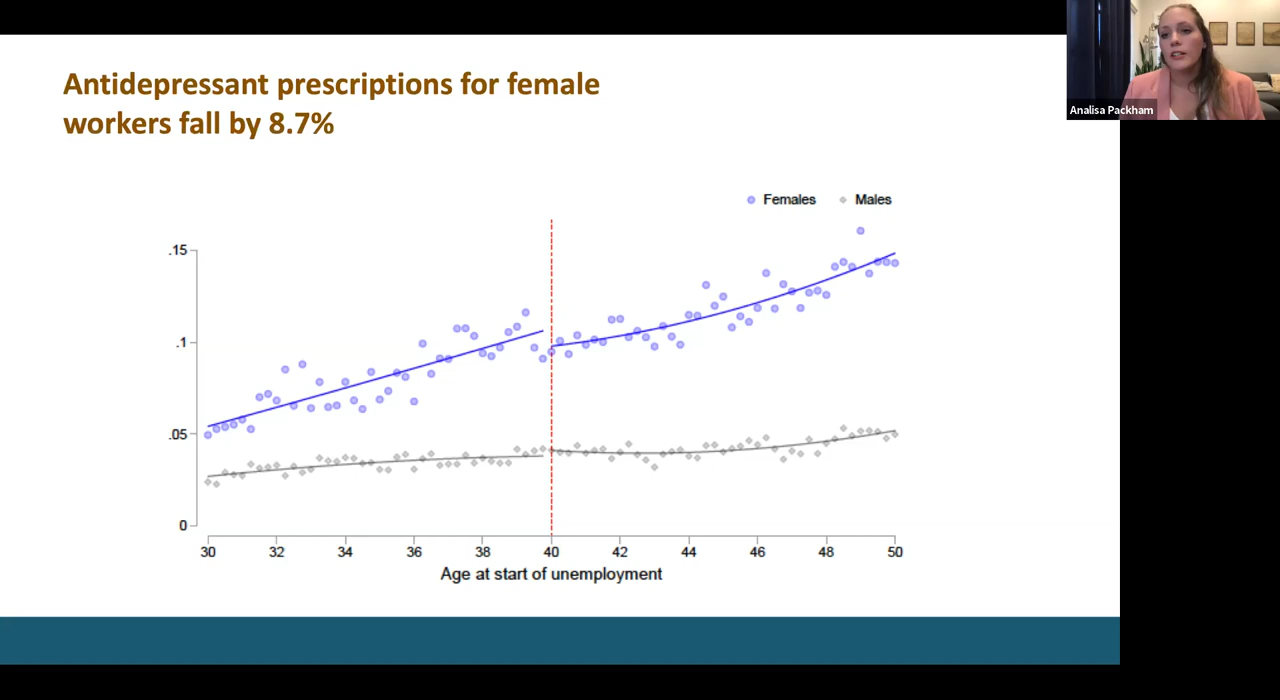 Antidepressant prescriptions for female
workers fall by 8.7%
Analisa Packham
Females Males
.15
.1
.05
0
30 32 34 36 38 40 42 44 46 48 50
Age at start of unemployment